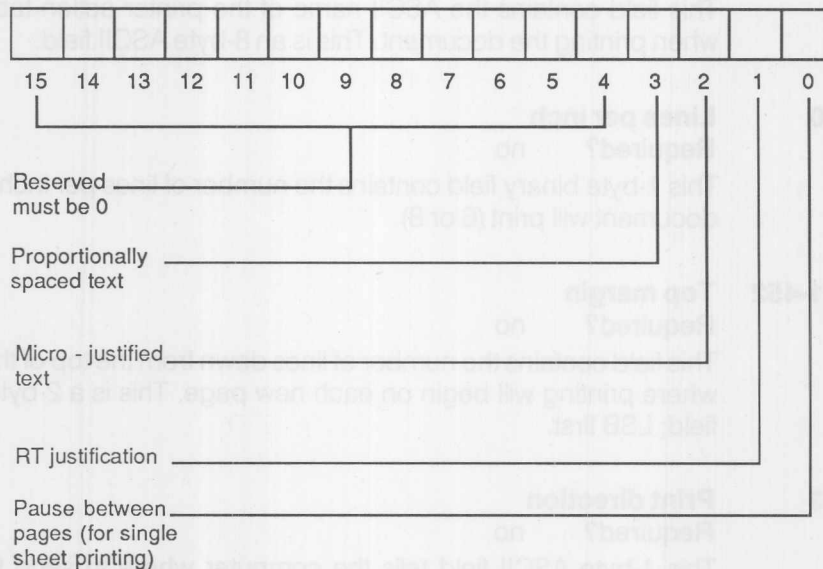 15 14 13 12 11 10 9 8 7 6 5 4 3 2 1 0
Reserved
must be 0
Proportionally
spaced text
Micro - justified
text
RT justification
Pause between
pages (for single
sheet printing)